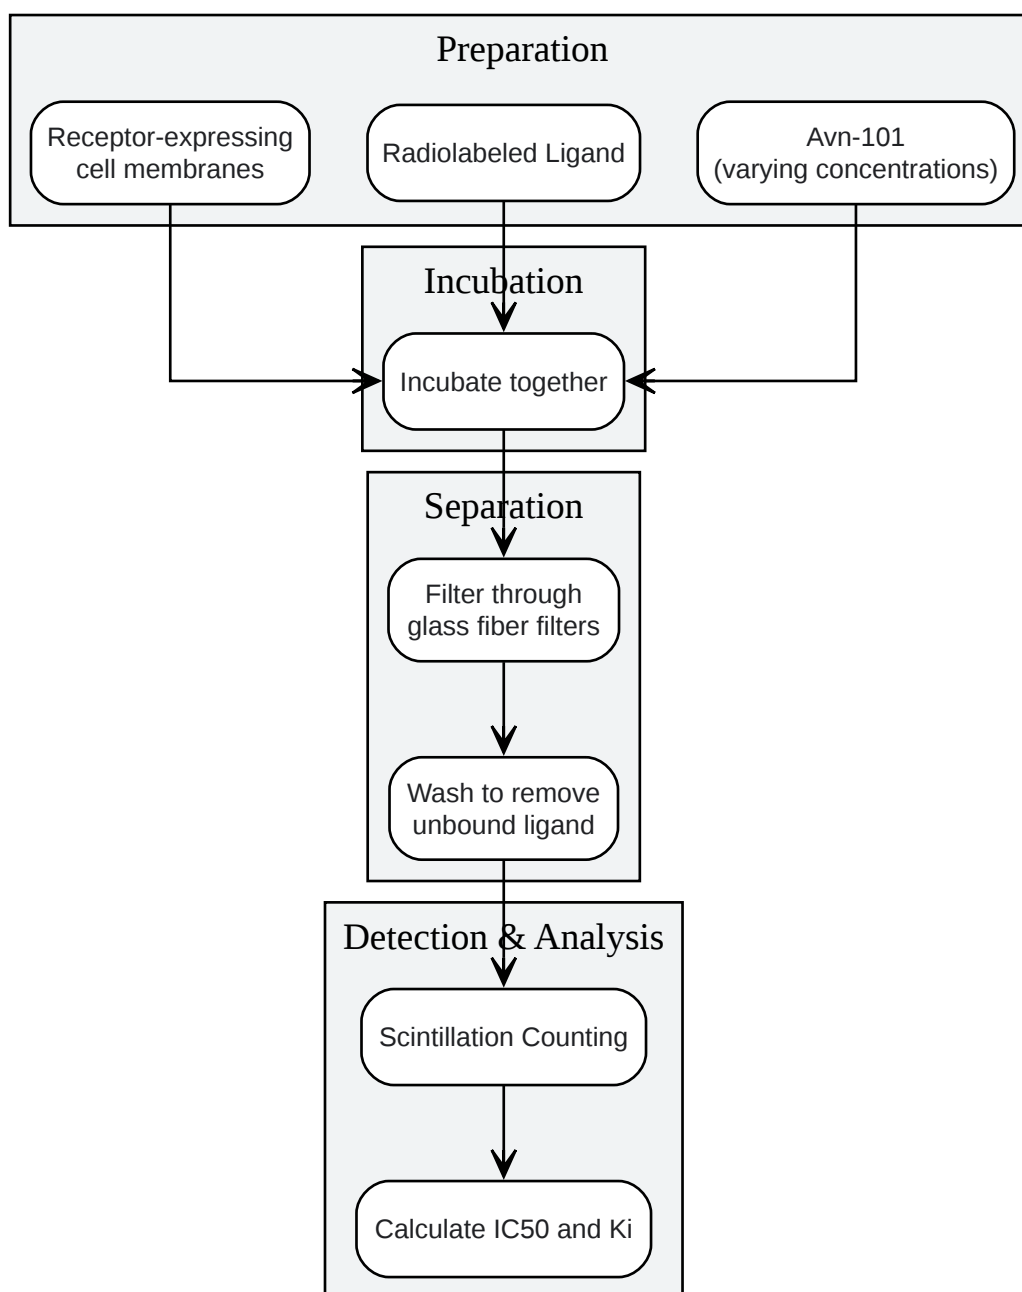 Preparation
Receptor-expressing
cell membranes
Radiolabeled Ligand
Avn-101
(varying concentrations)
Incubation
Incubate together
Separation
Filter through
glass fiber filters
Wash to remove
unbound ligand
Detection & Analysis
Scintillation Counting
Calculate IC50 and Ki